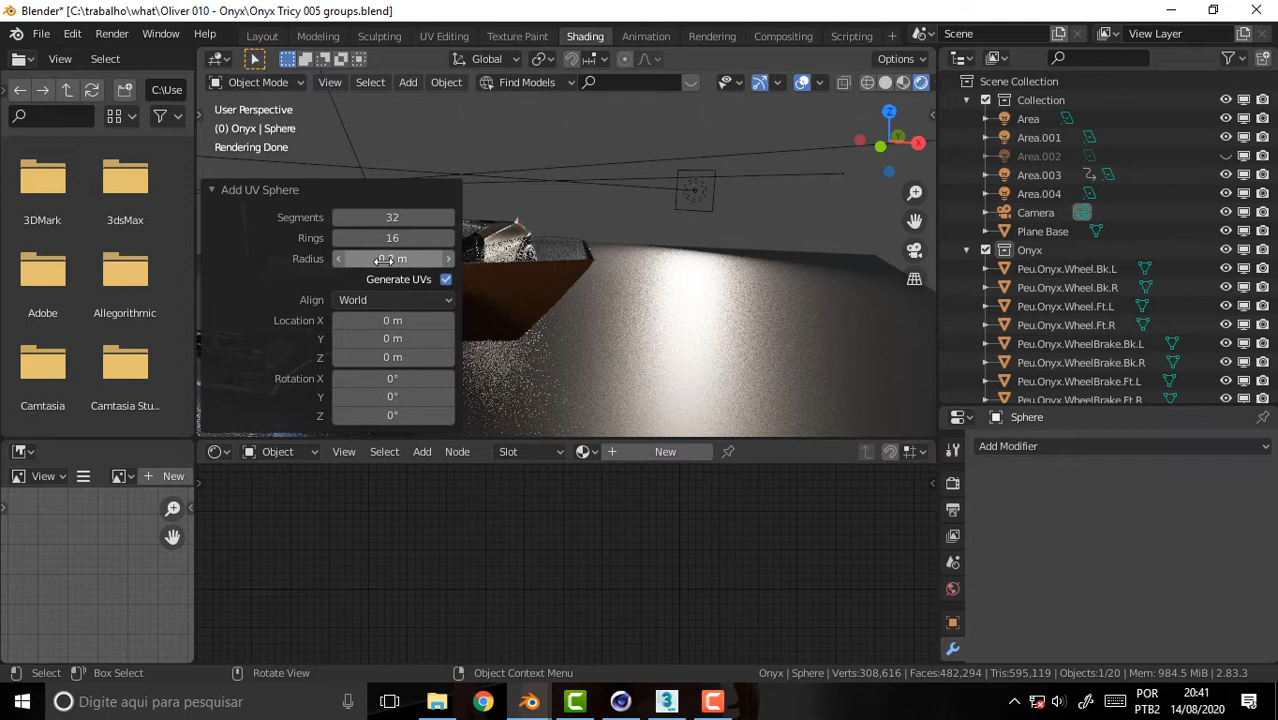 Blender* [C:\trabalho\what\Oliver 010 - Onyx\Onyx Tricy 005 groups.blend]
File Edit Render Window Help
Layout Modeling Sculpting UV Editing Texture Paint Shading Animation Rendering Compositing Scripting
Scene View Layer
View Select
Global Options
C:\Use
Object Mode View Select Add Object Find Models
User Perspective
(0) Onyx | Sphere
Rendering Done
Z
Y
X
3DMark 3dsMax
Adobe Allegorithmic
Camtasia Camtasia Stu...
Add UV Sphere
Segments 32
Rings 16
Radius
Generate UVs
Align World
Location X 0 m
Y 0 m
Z 0 m
Rotation X 0°
Y 0°
Z 0°
Scene Collection
Collection
Area
Area.001
Area.002
Area.003
Area.004
Camera
Plane Base
Onyx
Peu.Onyx.Wheel.Bk.L
Peu.Onyx.Wheel.Bk.R
Peu.Onyx.Wheel.Ft.L
Peu.Onyx.Wheel.Ft.R
Peu.Onyx.WheelBrake.Bk.L
Peu.Onyx.WheelBrake.Bk.R
Peu.Onyx.WheelBrake.Ft.L
Peu.Onyx.WheelBrake.Ft.R
Sphere
Add Modifier
View New
Object View Select Add Node Slot New
Select Box Select Rotate View Object Context Menu
Onyx | Sphere | Verts:308,616 | Faces:482,294 | Tris:595,119 | Objects:1/20 | Mem: 984.5 MiB | 2.83.3
Digite aqui para pesquisar
3
POR
PTB2
20:41
14/08/2020